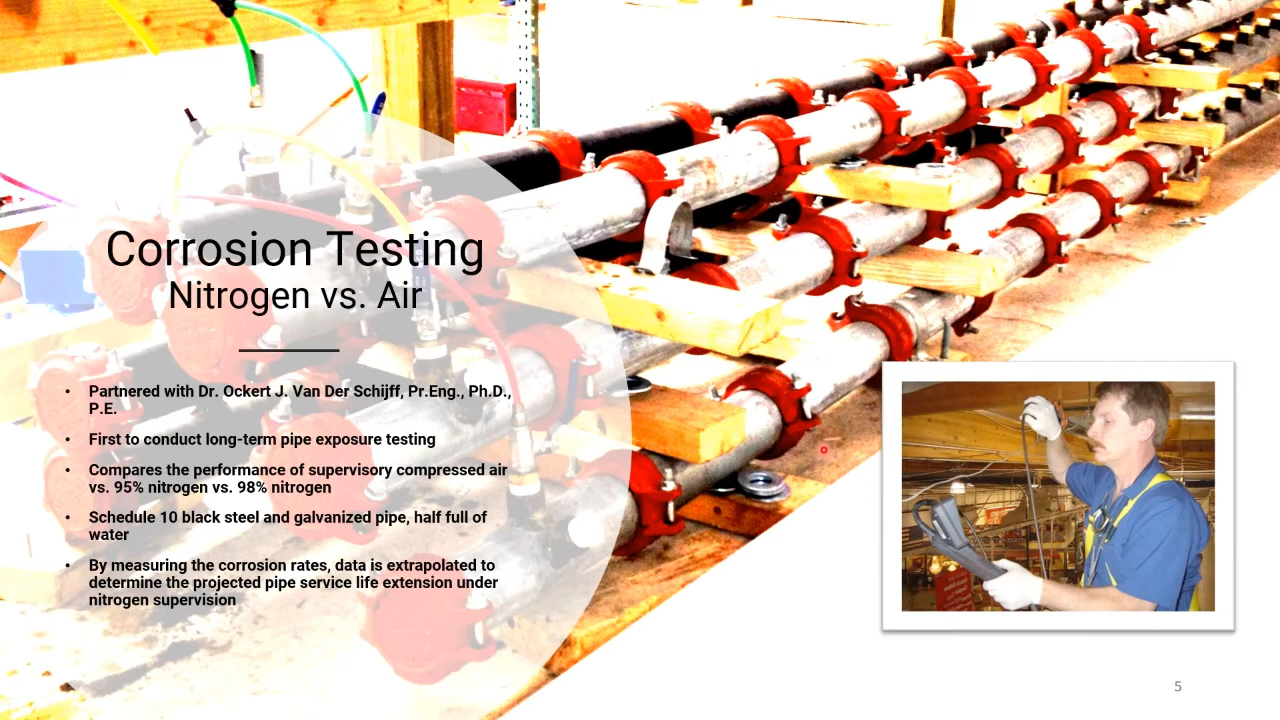 Corrosion Testing
Nitrogen vs. Air
• Partnered with Dr. Ockert J. Van Der Schijff, Pr.Eng., Ph.D.,
P.E.
• First to conduct long-term pipe exposure testing
• Compares the performance of supervisory compressed air
vs. 95% nitrogen vs. 98% nitrogen
• Schedule 10 black steel and galvanized pipe, half full of
water
• By measuring the corrosion rates, data is extrapolated to
determine the projected pipe service life extension under
nitrogen supervision
5